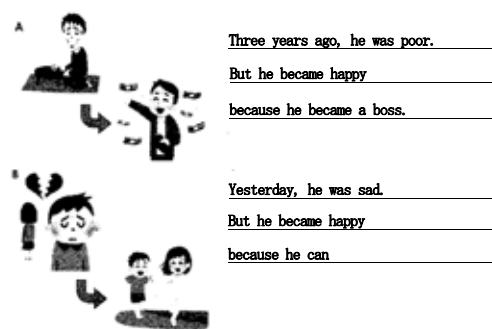 A
Three years ago, he was poor.
But he became happy
because he became a boss.
B
Yesterday, he was sad.
But he became happy
because he can